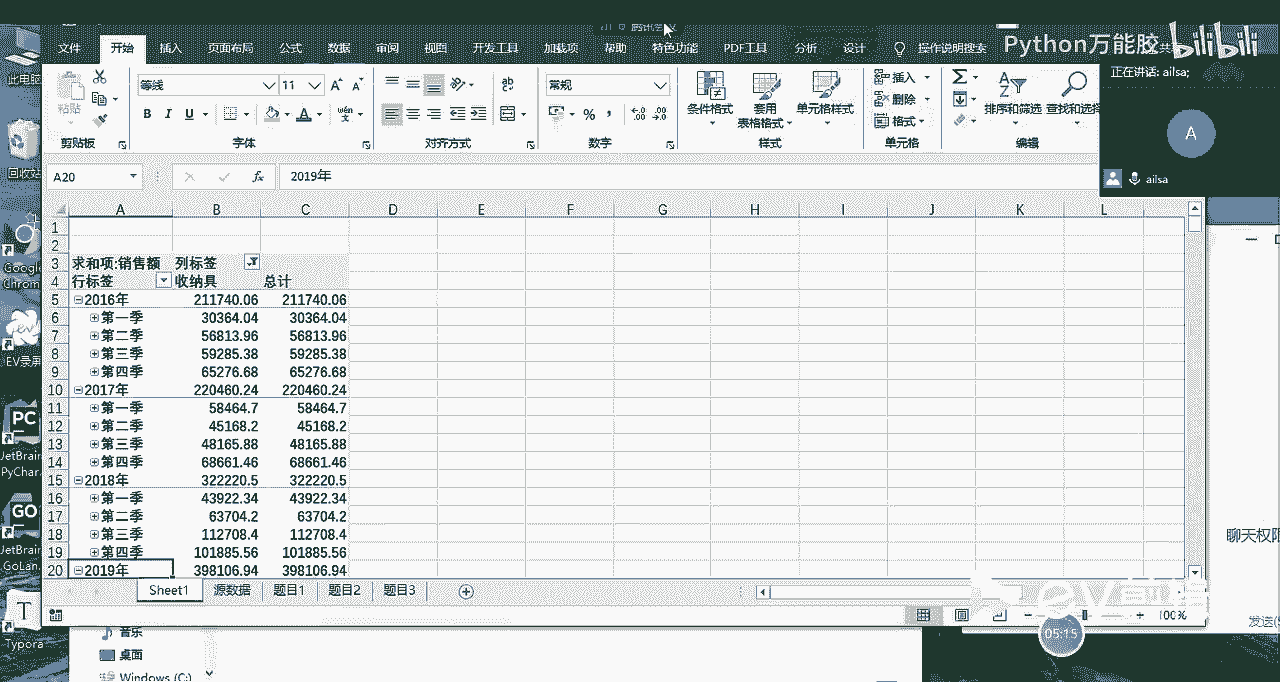 腾讯会议
文件 开始 插入 页面布局 公式 数据 审阅 视图 开发工具 加载项 帮助 特色功能 PDF工具 分析 设计 操作说明搜索
Python万能胶 bilibili
正在讲话: ailsa;
此电脑
粘贴
等线 11
常规
条件格式 套用
表格格式 单元格样式
插入
删除
格式
排序和筛选 查找和选择
剪贴板 字体 对齐方式 数字 样式 单元格 编辑
A
ailsa
回收站
A20 2019年
A B C D E F G H I J K L
1
2
3 求和项:销售额 列标签
4 行标签 收纳具 总计
5 2016年 211740.06 211740.06
6 第一季 30364.04 30364.04
7 第二季 56813.96 56813.96
8 第三季 59285.38 59285.38
9 第四季 65276.68 65276.68
10 2017年 220460.24 220460.24
11 第一季 58464.7 58464.7
12 第二季 45168.2 45168.2
13 第三季 48165.88 48165.88
14 第四季 68661.46 68661.46
15 2018年 322220.5 322220.5
16 第一季 43922.34 43922.34
17 第二季 63704.2 63704.2
18 第三季 112708.4 112708.4
19 第四季 101885.56 101885.56
20 2019年 398106.94 398106.94
Google
Chrom
EV录屏
PC
JetBrain
PyChar
GO
JetBrain
GoLan
T
Typora
聊天权限
Sheet1 源数据 题目1 题目2 题目3
100%
05:15
发送(S
音乐
桌面
Windows (C:)